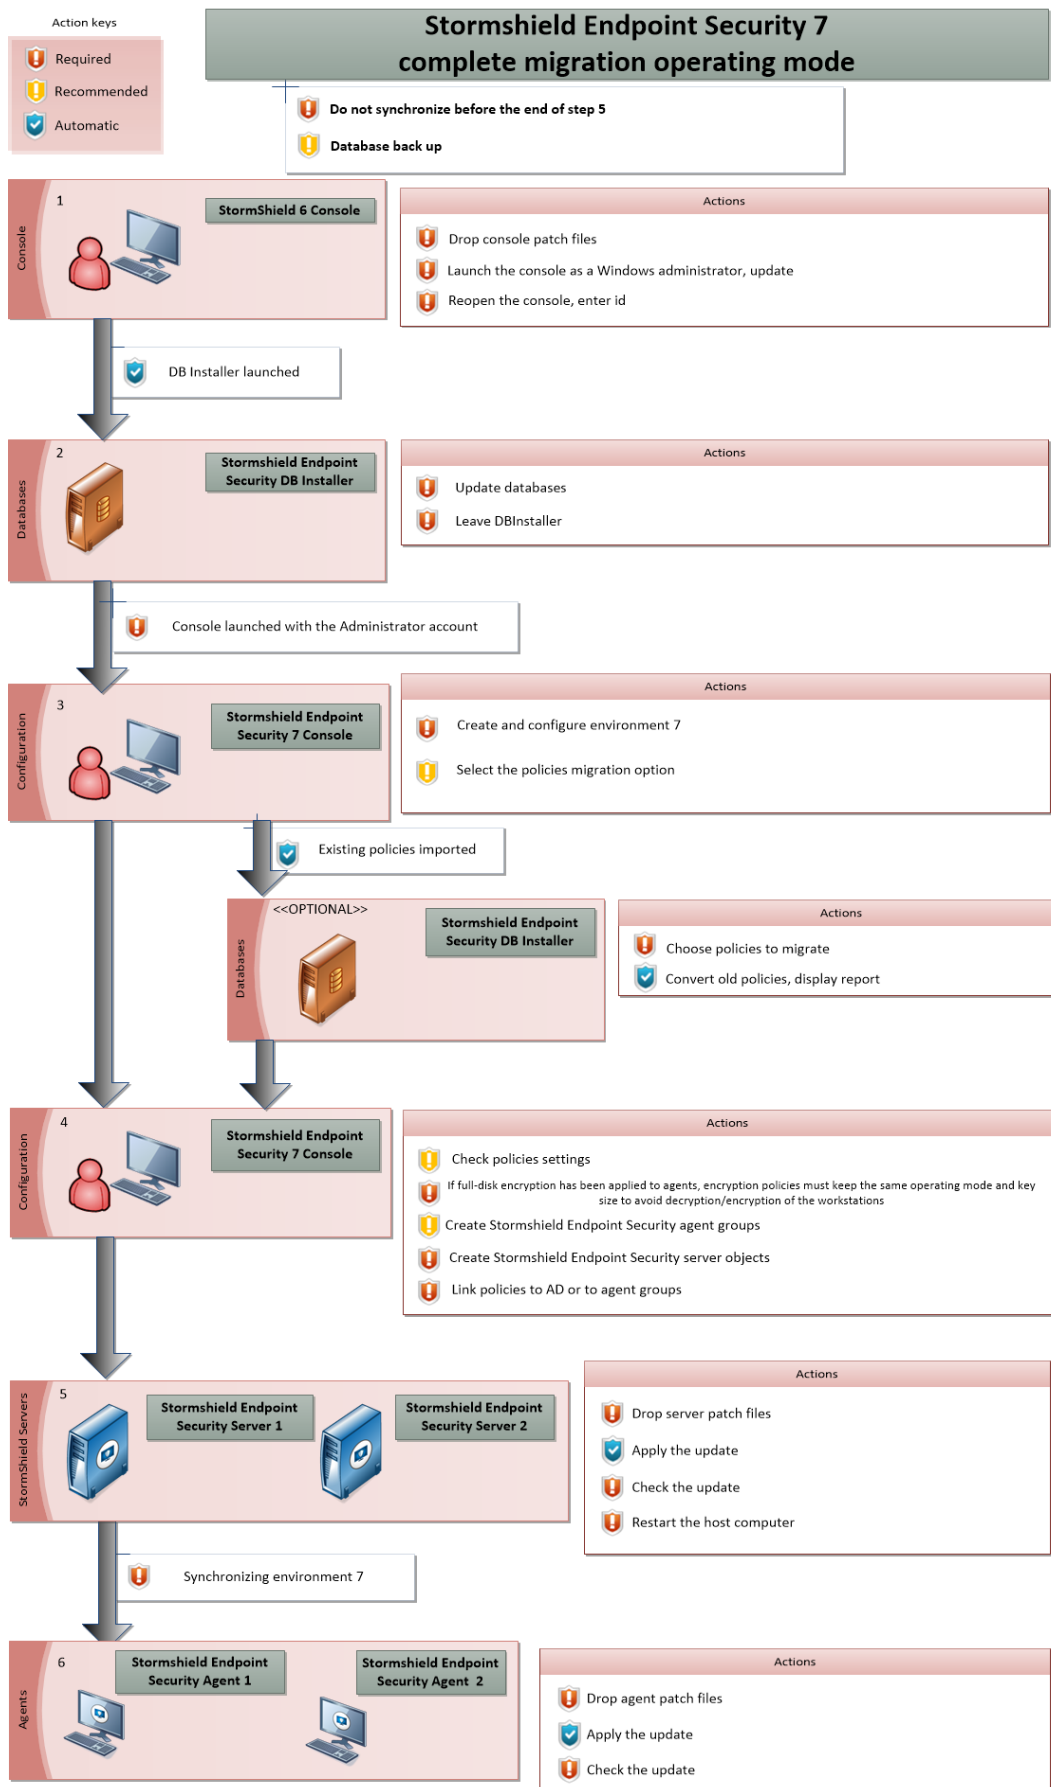 Action keys
Required
Recommended
Automatic
Stormshield Endpoint Security 7
complete migration operating mode
Do not synchronize before the end of step 5
Database back up
Console
1
StormShield 6 Console
Actions
Drop console patch files
Launch the console as a Windows administrator, update
Reopen the console, enter id
DB Installer launched
Databases
2
Stormshield Endpoint
Security DB Installer
Actions
Update databases
Leave DBInstaller
Console launched with the Administrator account
Configuration
3
Stormshield Endpoint
Security 7 Console
Actions
Create and configure environment 7
Select the policies migration option
Existing policies imported
Databases
<<OPTIONAL>>
Stormshield Endpoint
Security DB Installer
Actions
Choose policies to migrate
Convert old policies, display report
Configuration
4
Stormshield Endpoint
Security 7 Console
Actions
Check policies settings
If full-disk encryption has been applied to agents, encryption policies must keep the same operating mode and key
size to avoid decryption/encryption of the workstations
Create Stormshield Endpoint Security agent groups
Create Stormshield Endpoint Security server objects
Link policies to AD or to agent groups
StormShield Servers
5
Stormshield Endpoint
Security Server 1
Stormshield Endpoint
Security Server 2
Actions
Drop server patch files
Apply the update
Check the update
Restart the host computer
Synchronizing environment 7
Agents
6
Stormshield Endpoint
Security Agent 1
Stormshield Endpoint
Security Agent 2
Actions
Drop agent patch files
Apply the update
Check the update